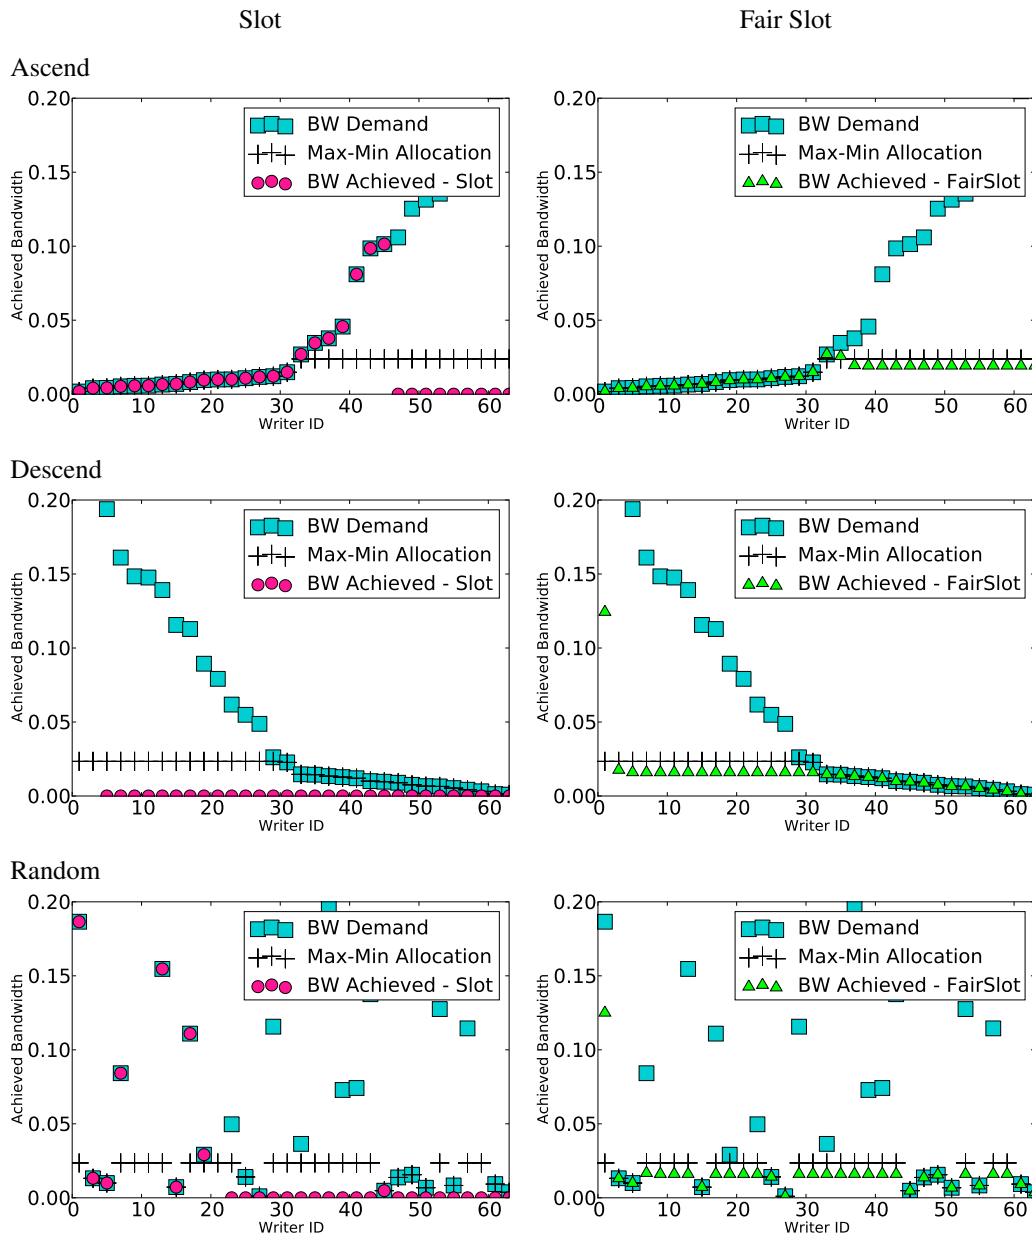 Slot Fair Slot
Ascend
0.20 0.15 0.10 0.05 0.00
Achieved Bandwidth
BW Demand
Max-Min Allocation
BW Achieved - Slot
0 10 20 30 40 50 60
Writer ID
0.20 0.15 0.10 0.05 0.00
Achieved Bandwidth
BW Demand
Max-Min Allocation
BW Achieved - FairSlot
0 10 20 30 40 50 60
Writer ID
Descend
0.20 0.15 0.10 0.05 0.00
Achieved Bandwidth
BW Demand
Max-Min Allocation
BW Achieved - Slot
0 10 20 30 40 50 60
Writer ID
0.20 0.15 0.10 0.05 0.00
Achieved Bandwidth
BW Demand
Max-Min Allocation
BW Achieved - FairSlot
0 10 20 30 40 50 60
Writer ID
Random
0.20 0.15 0.10 0.05 0.00
Achieved Bandwidth
BW Demand
Max-Min Allocation
BW Achieved - Slot
0 10 20 30 40 50 60
Writer ID
0.20 0.15 0.10 0.05 0.00
Achieved Bandwidth
BW Demand
Max-Min Allocation
BW Achieved - FairSlot
0 10 20 30 40 50 60
Writer ID